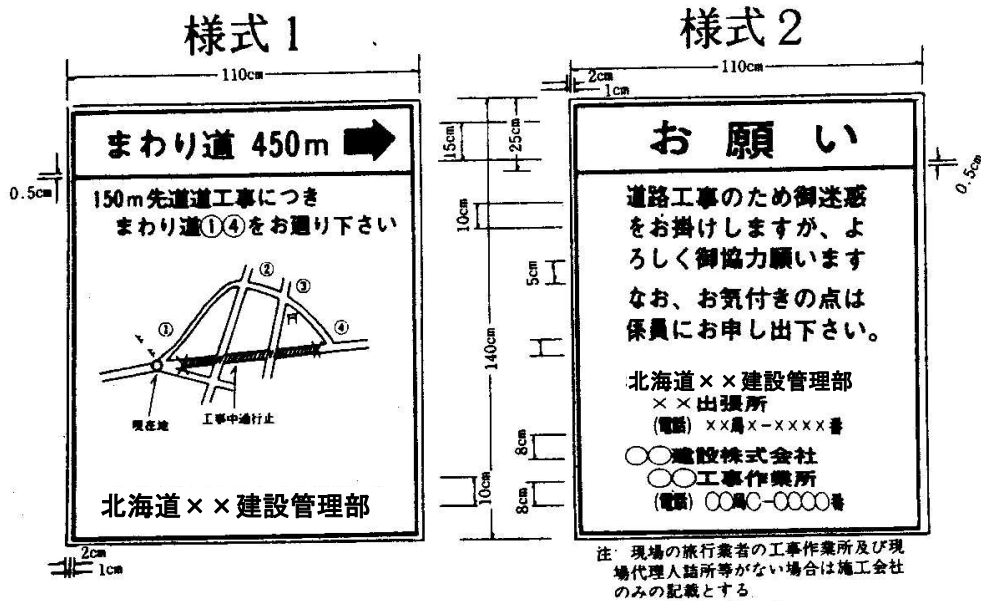 様式1
110cm
まわり道 450m
0.5cm
150m先道道工事につき
まわり道①④をお廻り下さい
①
②
③
④
現在地
工事中通行止
北海道××建設管理部
2cm
1cm
15cm
25cm
10cm
5cm
140cm
8cm
10cm
8cm
様式2
2cm
110cm
1cm
お願い
0.5cm
道路工事のため御迷惑
をお掛けしますが、よ
ろしく御協力願います
なお、お気付きの点は
係員にお申し出下さい。
北海道××建設管理部
××出張所
(電話) ××局×-××××番
○○建設株式会社
○○工事作業所
(電話) ○○局○-○○○○番
注 現場の旅行業者の工事作業所及び現
場代理人詰所等がない場合は施工会社
のみの記載とする